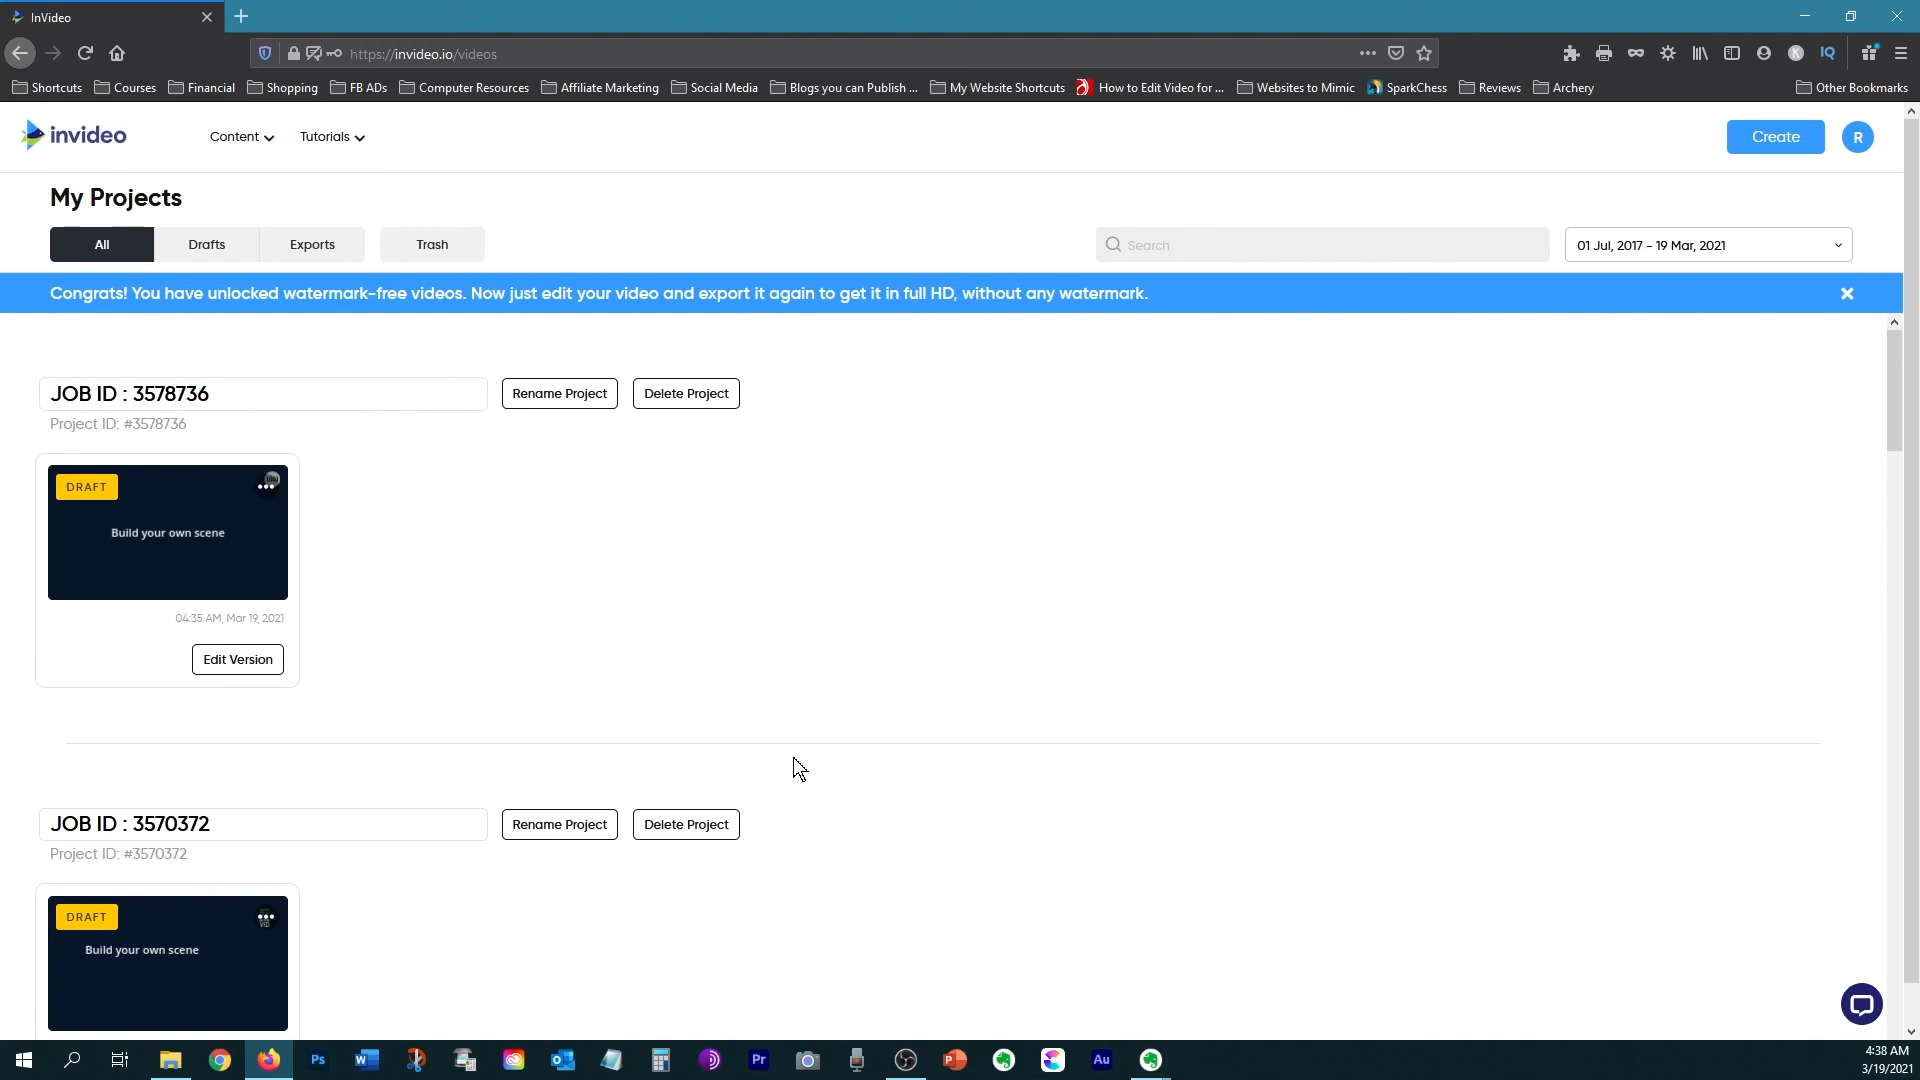 InVideo
https://invideo.io/videos
Shortcuts
Courses
Financial
Shopping
FB ADs
Computer Resources
Affiliate Marketing
Social Media
Blogs you can Publish ...
My Website Shortcuts
How to Edit Video for ...
Websites to Mimic
SparkChess
Reviews
Archery
Other Bookmarks
invideo
Content
Tutorials
Create
R
My Projects
All
Drafts
Exports
Trash
Search
01 Jul, 2017 - 19 Mar, 2021
Congrats! You have unlocked watermark-free videos. Now just edit your video and export it again to get it in full HD, without any watermark.
JOB ID : 3578736
Rename Project
Delete Project
Project ID: #3578736
DRAFT
Build your own scene
04:35 AM, Mar 19, 2021
Edit Version
JOB ID : 3570372
Rename Project
Delete Project
Project ID: #3570372
DRAFT
Build your own scene
4:38 AM
3/19/2021
K
IQ
Ps
W
Pr
P
Au